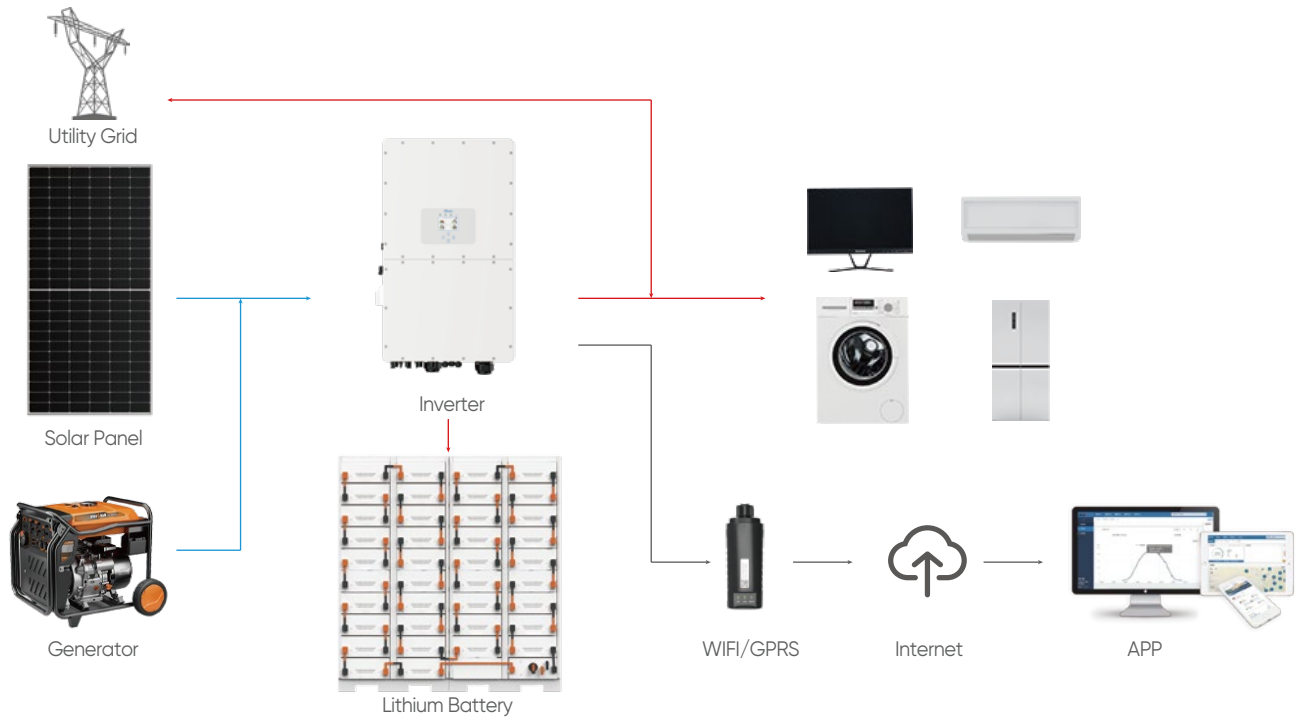 Utility Grid
Solar Panel
Generator
Inverter
Lithium Battery
WIFI/GPRS
Internet
APP